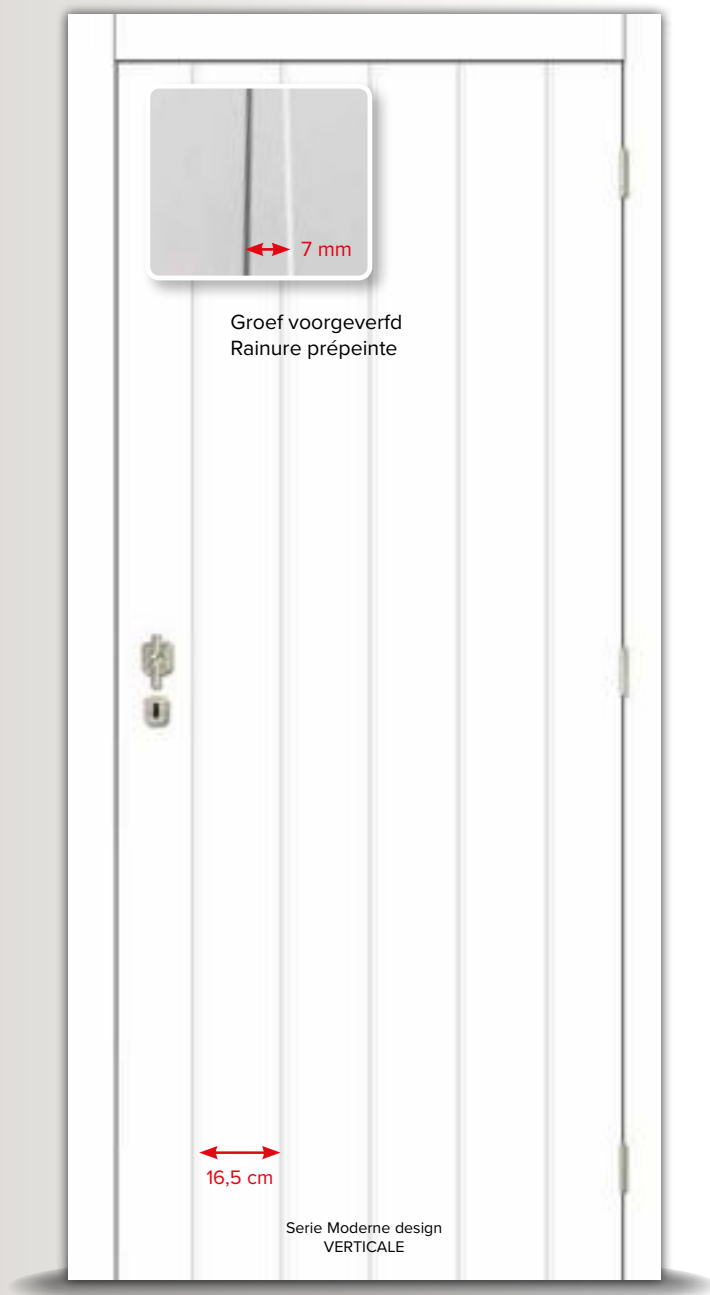 7 mm
Groef voorgeverfd
Rainure prépeinte
16,5 cm
Serie Moderne design
VERTICALE